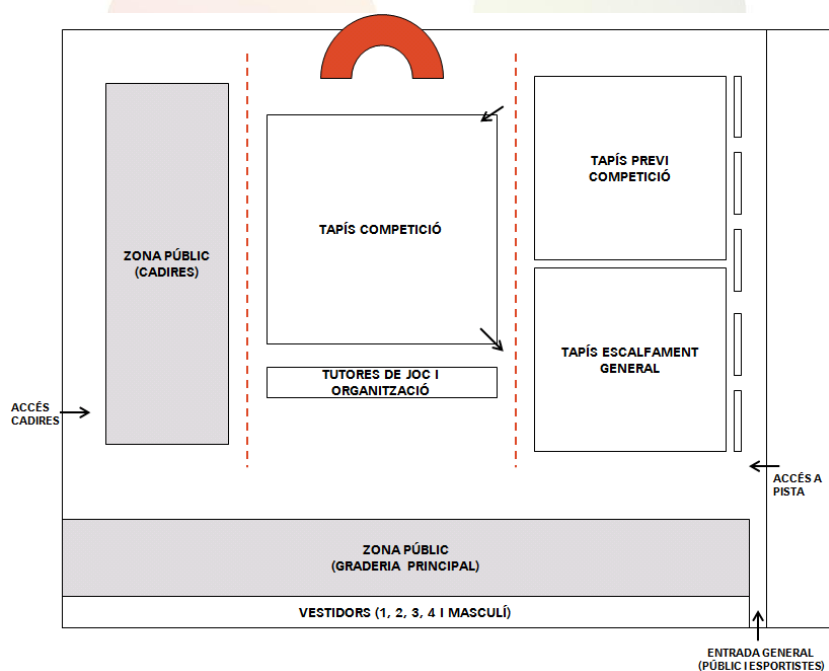 TAPÍS PREVI
COMPETICIÓ
TAPÍS COMPETICIÓ
ZONA PÚBLIC
(CADIRES)
TAPÍS ESCALFAMENT
GENERAL
TUTORES DE JOC I
ORGANITZACIÓ
ACCÉS
CADIRES
ACCÉS A
PISTA
ZONA PÚBLIC
(GRADERIA PRINCIPAL)
VESTIDORS (1, 2, 3, 4 I MASCULÍ)
ENTRADA GENERAL
(PÚBLIC I ESPORTISTES)